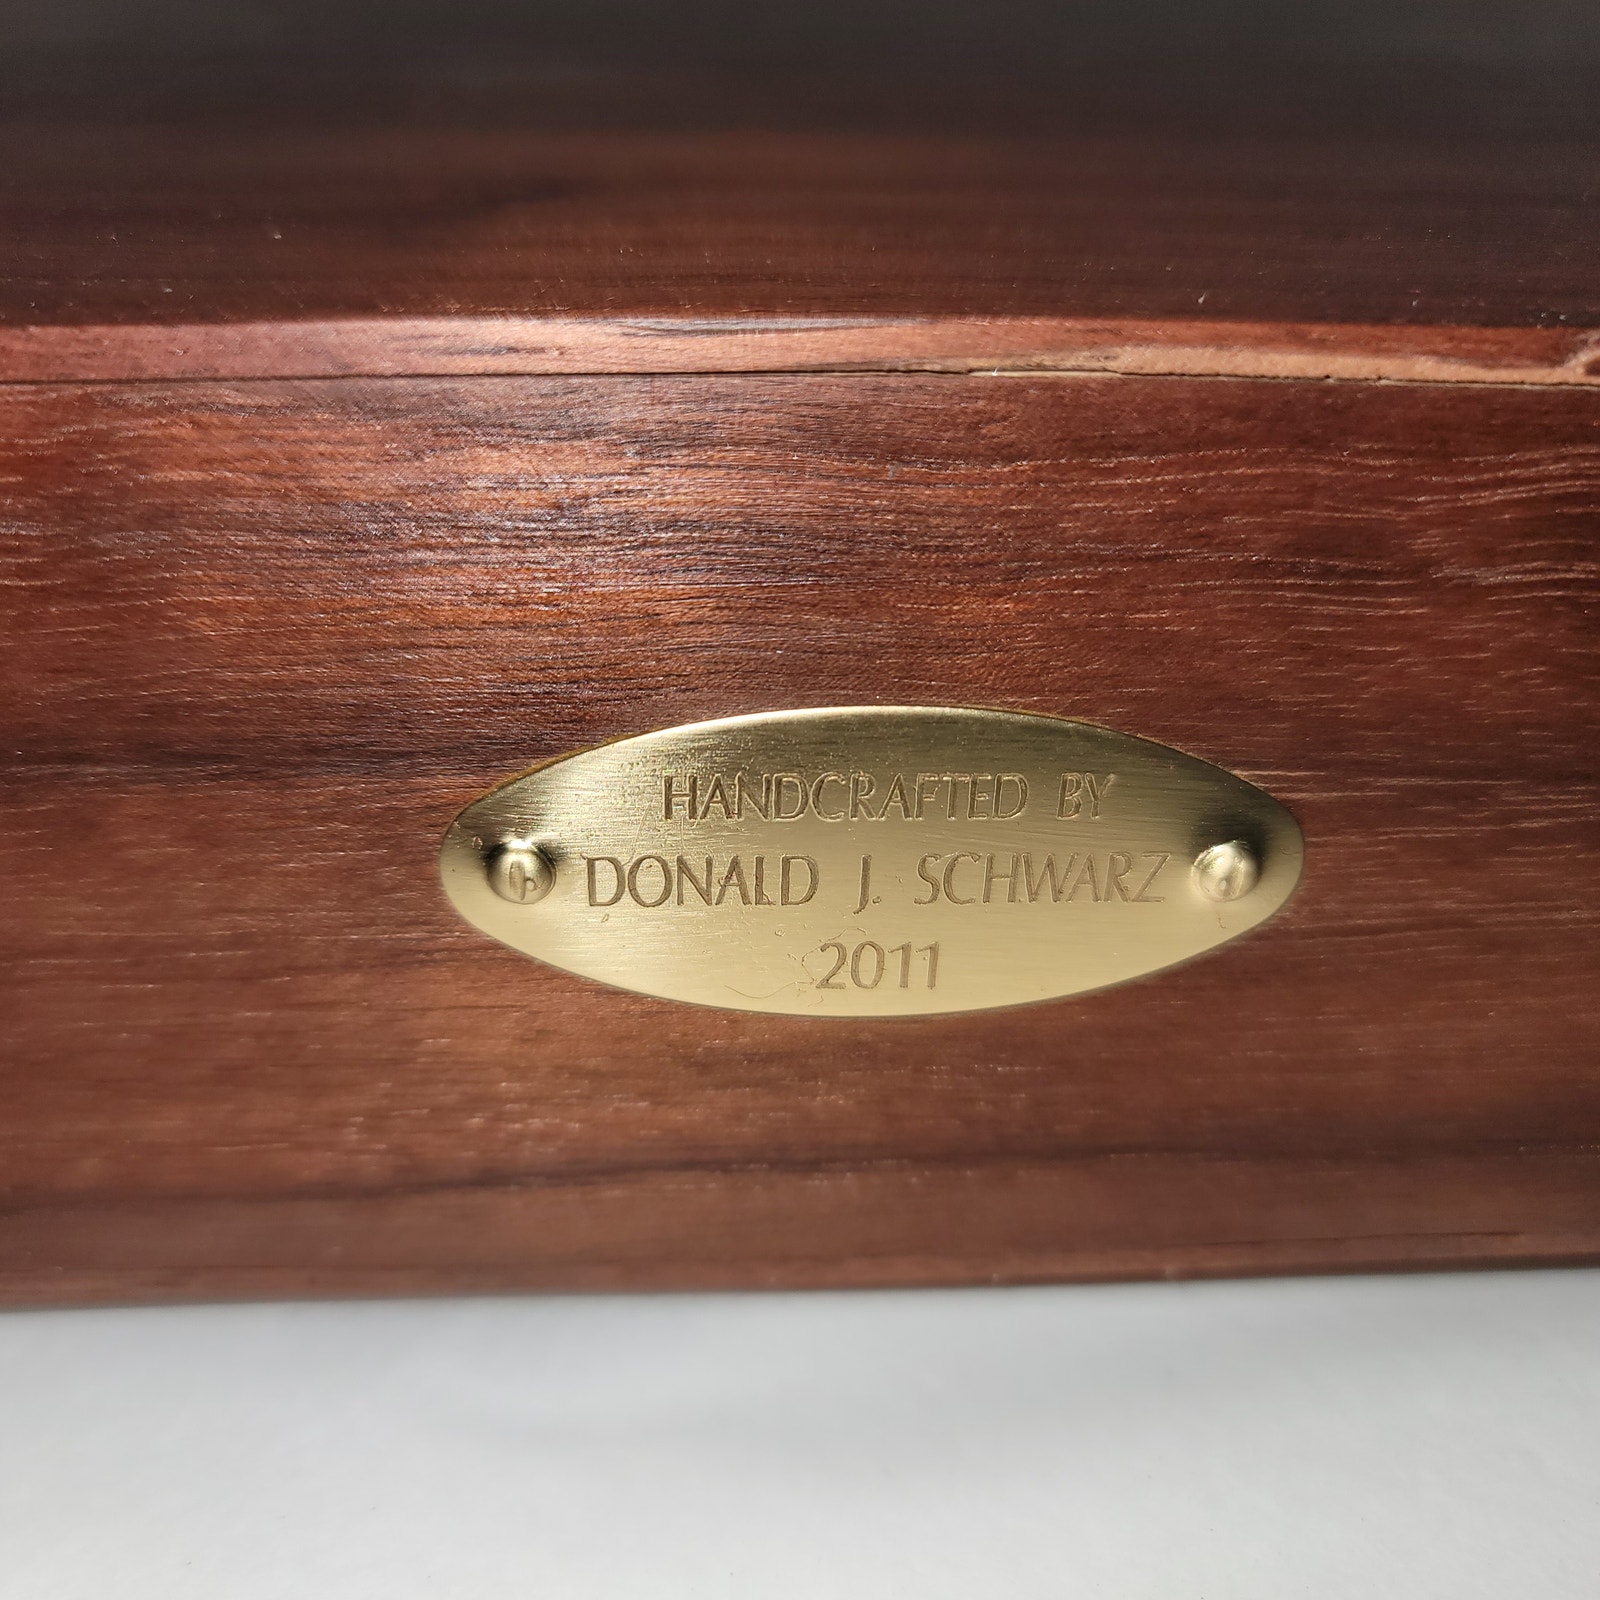 HANDCRAFTED BY
DONALD J. SCHWARZ
2011